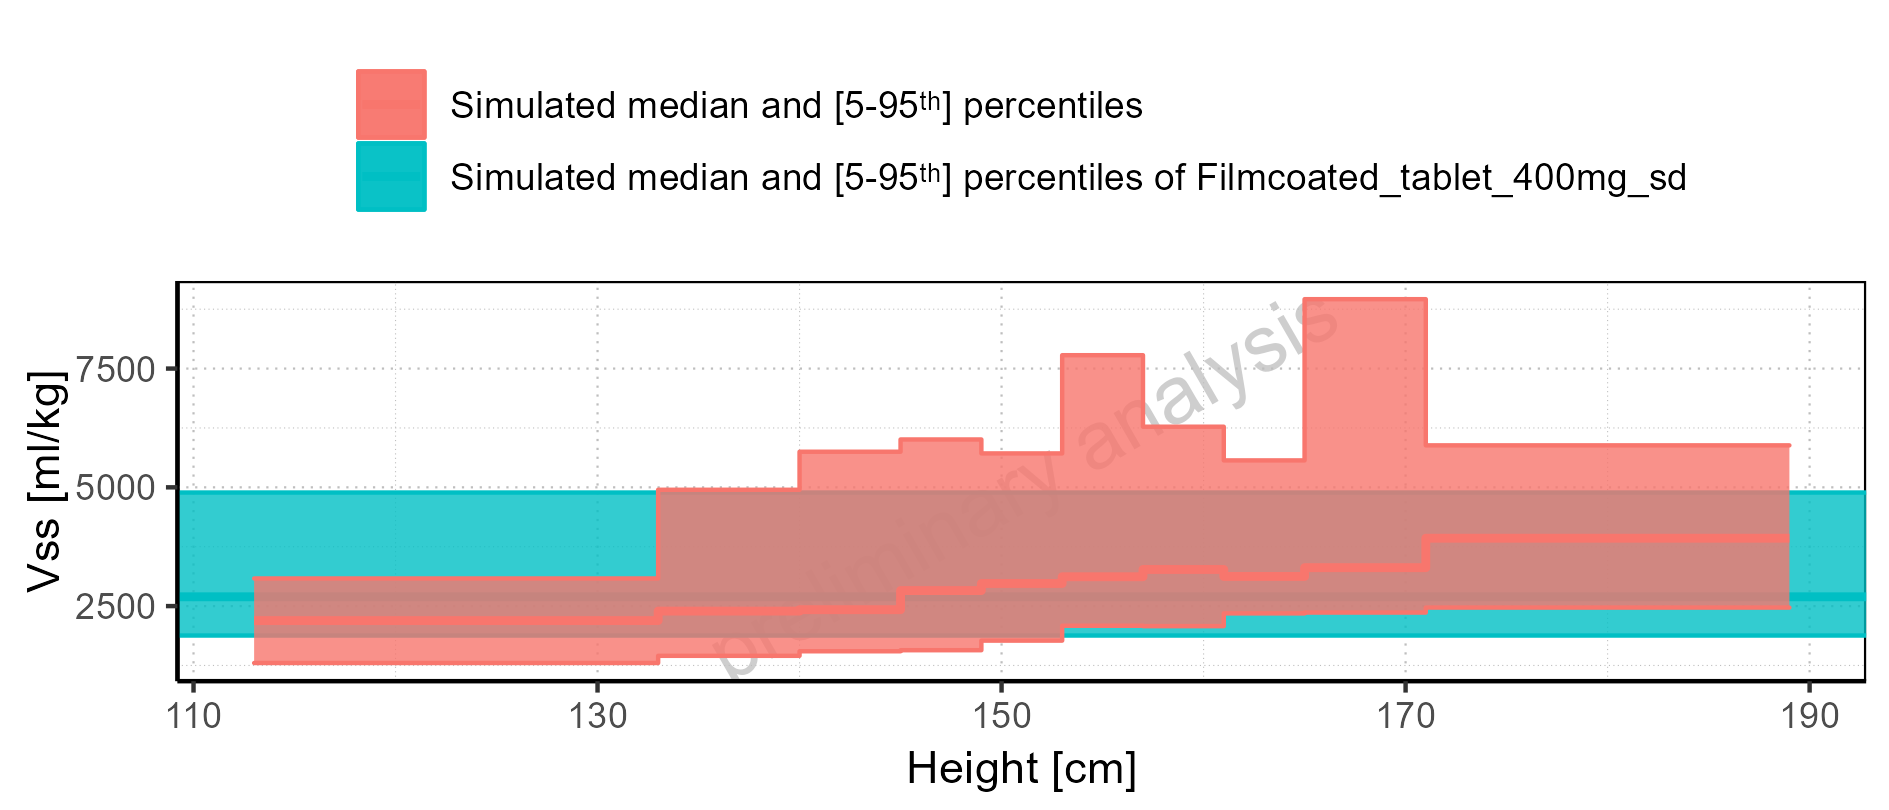 Simulated median and [5-95th] percentiles
Simulated median and [5-95th] percentiles of Filmcoated_tablet_400mg_sd
preliminary analysis
Vss [ml/kg]
7500
5000
2500
110 130 150 170 190
Height [cm]